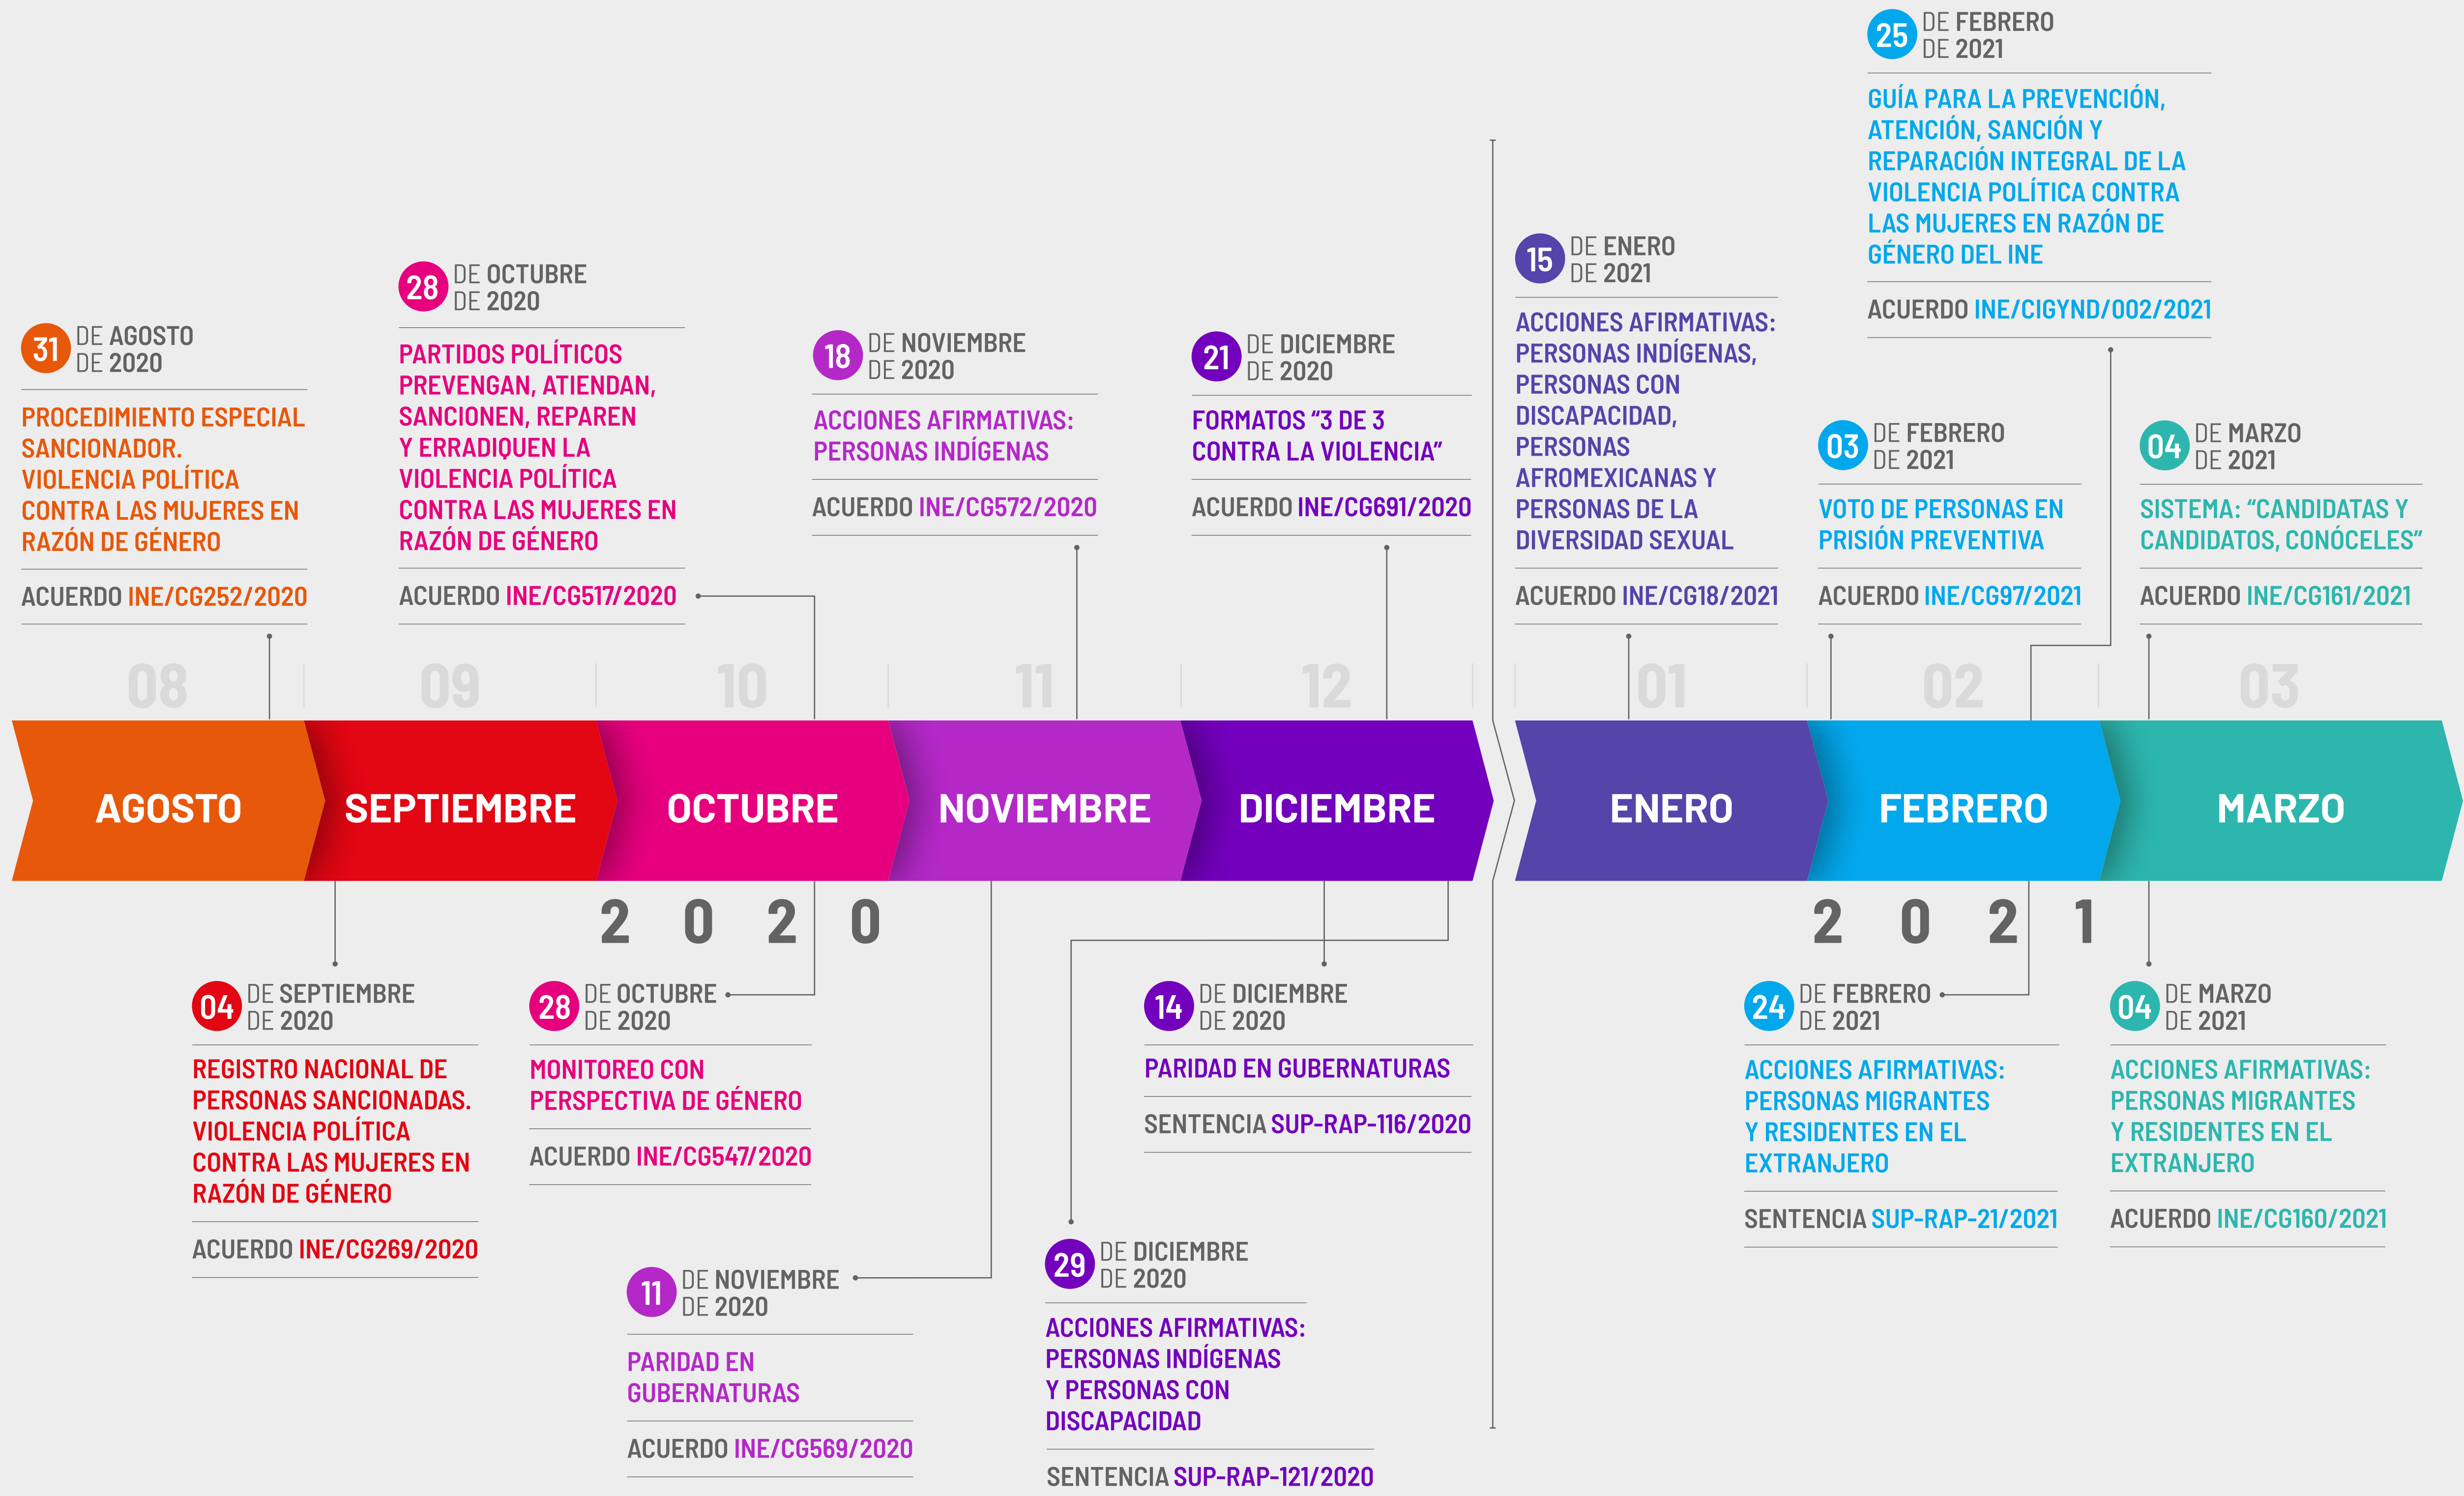 25 DE FEBRERO
DE 2021
GUÍA PARA LA PREVENCIÓN,
ATENCIÓN, SANCIÓN Y
REPARACIÓN INTEGRAL DE LA
VIOLENCIA POLÍTICA CONTRA
LAS MUJERES EN RAZÓN DE
GÉNERO DEL INE
ACUERDO INE/CIGYND/002/2021
31 DE AGOSTO
DE 2020
PROCEDIMIENTO ESPECIAL
SANCIONADOR.
VIOLENCIA POLÍTICA
CONTRA LAS MUJERES EN
RAZÓN DE GÉNERO
ACUERDO INE/CG252/2020
28 DE OCTUBRE
DE 2020
PARTIDOS POLÍTICOS
PREVENGAN, ATIENDAN,
SANCIONEN, REPAREN
Y ERRADIQUEN LA
VIOLENCIA POLÍTICA
CONTRA LAS MUJERES EN
RAZÓN DE GÉNERO
ACUERDO INE/CG517/2020
18 DE NOVIEMBRE
DE 2020
ACCIONES AFIRMATIVAS:
PERSONAS INDÍGENAS
ACUERDO INE/CG572/2020
21 DE DICIEMBRE
DE 2020
FORMATOS “3 DE 3
CONTRA LA VIOLENCIA”
ACUERDO INE/CG691/2020
15 DE ENERO
DE 2021
ACCIONES AFIRMATIVAS:
PERSONAS INDÍGENAS,
PERSONAS CON
DISCAPACIDAD,
PERSONAS
AFROMEXICANAS Y
PERSONAS DE LA
DIVERSIDAD SEXUAL
ACUERDO INE/CG18/2021
03 DE FEBRERO
DE 2021
VOTO DE PERSONAS EN
PRISIÓN PREVENTIVA
ACUERDO INE/CG97/2021
04 DE MARZO
DE 2021
SISTEMA: “CANDIDATAS Y
CANDIDATOS, CONÓCELES”
ACUERDO INE/CG161/2021
08 09 10 11 12 01 02 03
AGOSTO SEPTIEMBRE OCTUBRE NOVIEMBRE DICIEMBRE ENERO FEBRERO MARZO
2020 2021
04 DE SEPTIEMBRE
DE 2020
REGISTRO NACIONAL DE
PERSONAS SANCIONADAS.
VIOLENCIA POLÍTICA
CONTRA LAS MUJERES EN
RAZÓN DE GÉNERO
ACUERDO INE/CG269/2020
28 DE OCTUBRE
DE 2020
MONITOREO CON
PERSPECTIVA DE GÉNERO
ACUERDO INE/CG547/2020
11 DE NOVIEMBRE
DE 2020
PARIDAD EN
GUBERNATURAS
ACUERDO INE/CG569/2020
14 DE DICIEMBRE
DE 2020
PARIDAD EN GUBERNATURAS
SENTENCIA SUP-RAP-116/2020
29 DE DICIEMBRE
DE 2020
ACCIONES AFIRMATIVAS:
PERSONAS INDÍGENAS
Y PERSONAS CON
DISCAPACIDAD
SENTENCIA SUP-RAP-121/2020
24 DE FEBRERO
DE 2021
ACCIONES AFIRMATIVAS:
PERSONAS MIGRANTES
Y RESIDENTES EN EL
EXTRANJERO
SENTENCIA SUP-RAP-21/2021
04 DE MARZO
DE 2021
ACCIONES AFIRMATIVAS:
PERSONAS MIGRANTES
Y RESIDENTES EN EL
EXTRANJERO
ACUERDO INE/CG160/2021